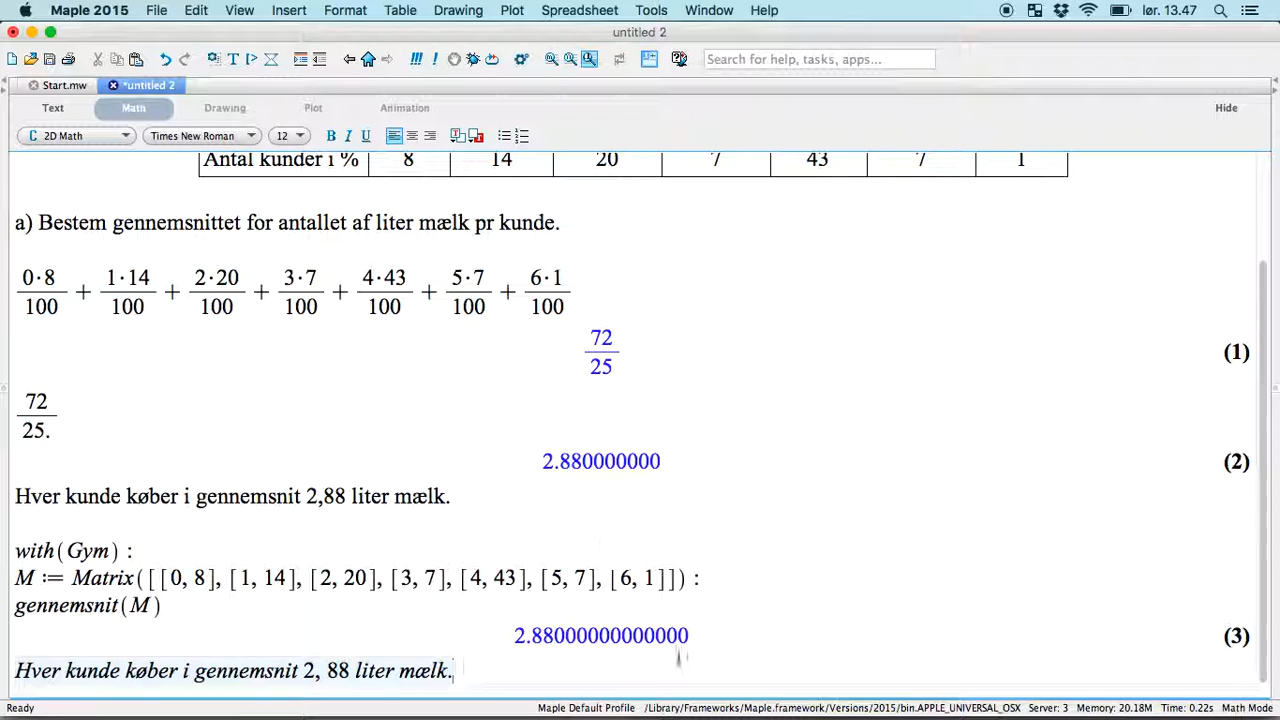 Maple 2015 File Edit View Insert Format Table Drawing Plot Spreadsheet Tools Window Help lør. 13.47
untitled 2
Search for help, tasks, apps...
Start.mw *untitled 2
Text Math Drawing Plot Animation Hide
C 2D Math Times New Roman 12 B I U
Antal kunder i % 8 14 20 7 43 7 1
a) Bestem gennemsnittet for antallet af liter mælk pr kunde.
0·8/100 + 1·14/100 + 2·20/100 + 3·7/100 + 4·43/100 + 5·7/100 + 6·1/100
72/25 (1)
72/25.
2.880000000 (2)
Hver kunde køber i gennemsnit 2,88 liter mælk.
with(Gym) :
M := Matrix([[0, 8], [1, 14], [2, 20], [3, 7], [4, 43], [5, 7], [6, 1]]) :
gennemsnit(M)
2.88000000000000 (3)
Hver kunde køber i gennemsnit 2, 88 liter mælk.
Ready Maple Default Profile /Library/Frameworks/Maple.framework/Versions/2015/bin.APPLE_UNIVERSAL_OSX Server: 3 Memory: 20.18M Time: 0.22s Math Mode